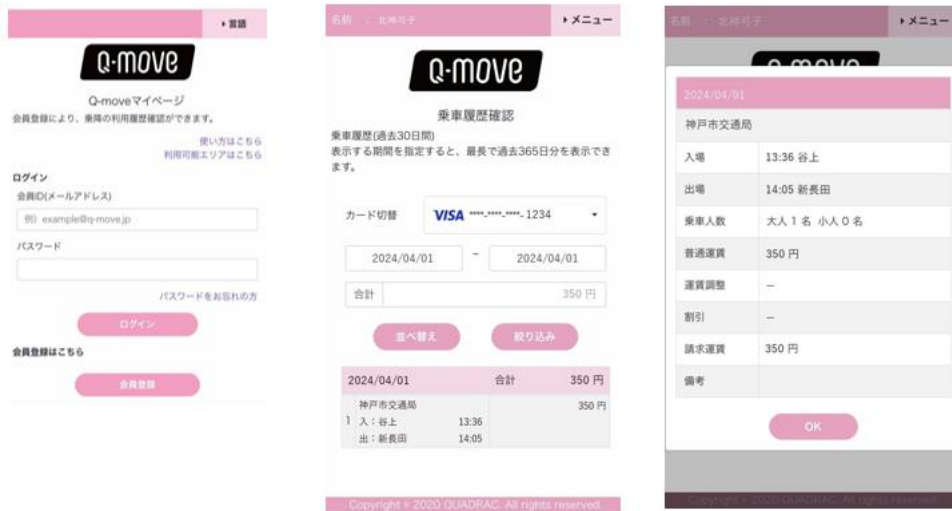 ▸言語
Q-move
Q-moveマイページ
会員登録により、乗降の利用履歴確認ができます。
使い方はこちら
利用可能エリアはこちら
ログイン
会員ID(メールアドレス)
例) example@q-move.jp
パスワード
パスワードをお忘れの方
ログイン
会員登録はこちら
会員登録
名前 : 北神弓子
▸メニュー
Q-move
乗車履歴確認
乗車履歴(過去30日間)
表示する期間を指定すると、最長で過去365日分を表示でき
ます。
カード切替 VISA ****-****-****-1234
2024/04/01 ~ 2024/04/01
合計 350 円
並べ替え 絞り込み
2024/04/01 合計 350 円
神戸市交通局 350 円
1 入:谷上 13:36
出:新長田 14:05
Copyright © 2020 QUADRAC. All rights reserved.
名前 : 北神弓子
▸メニュー
Q-move
2024/04/01
神戸市交通局
入場 13:36 谷上
出場 14:05 新長田
乗車人数 大人 1 名 小人 0 名
普通運賃 350 円
運賃調整 –
割引 –
請求運賃 350 円
備考
OK
Copyright © 2020 QUADRAC. All rights reserved.